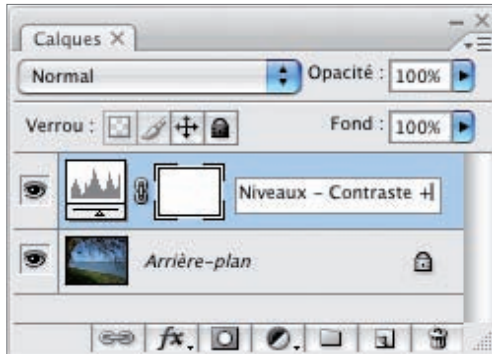 Calques ×
Normal Opacité : 100%
Verrou : Fond : 100%
Niveaux - Contraste +
Arrière-plan
fx.